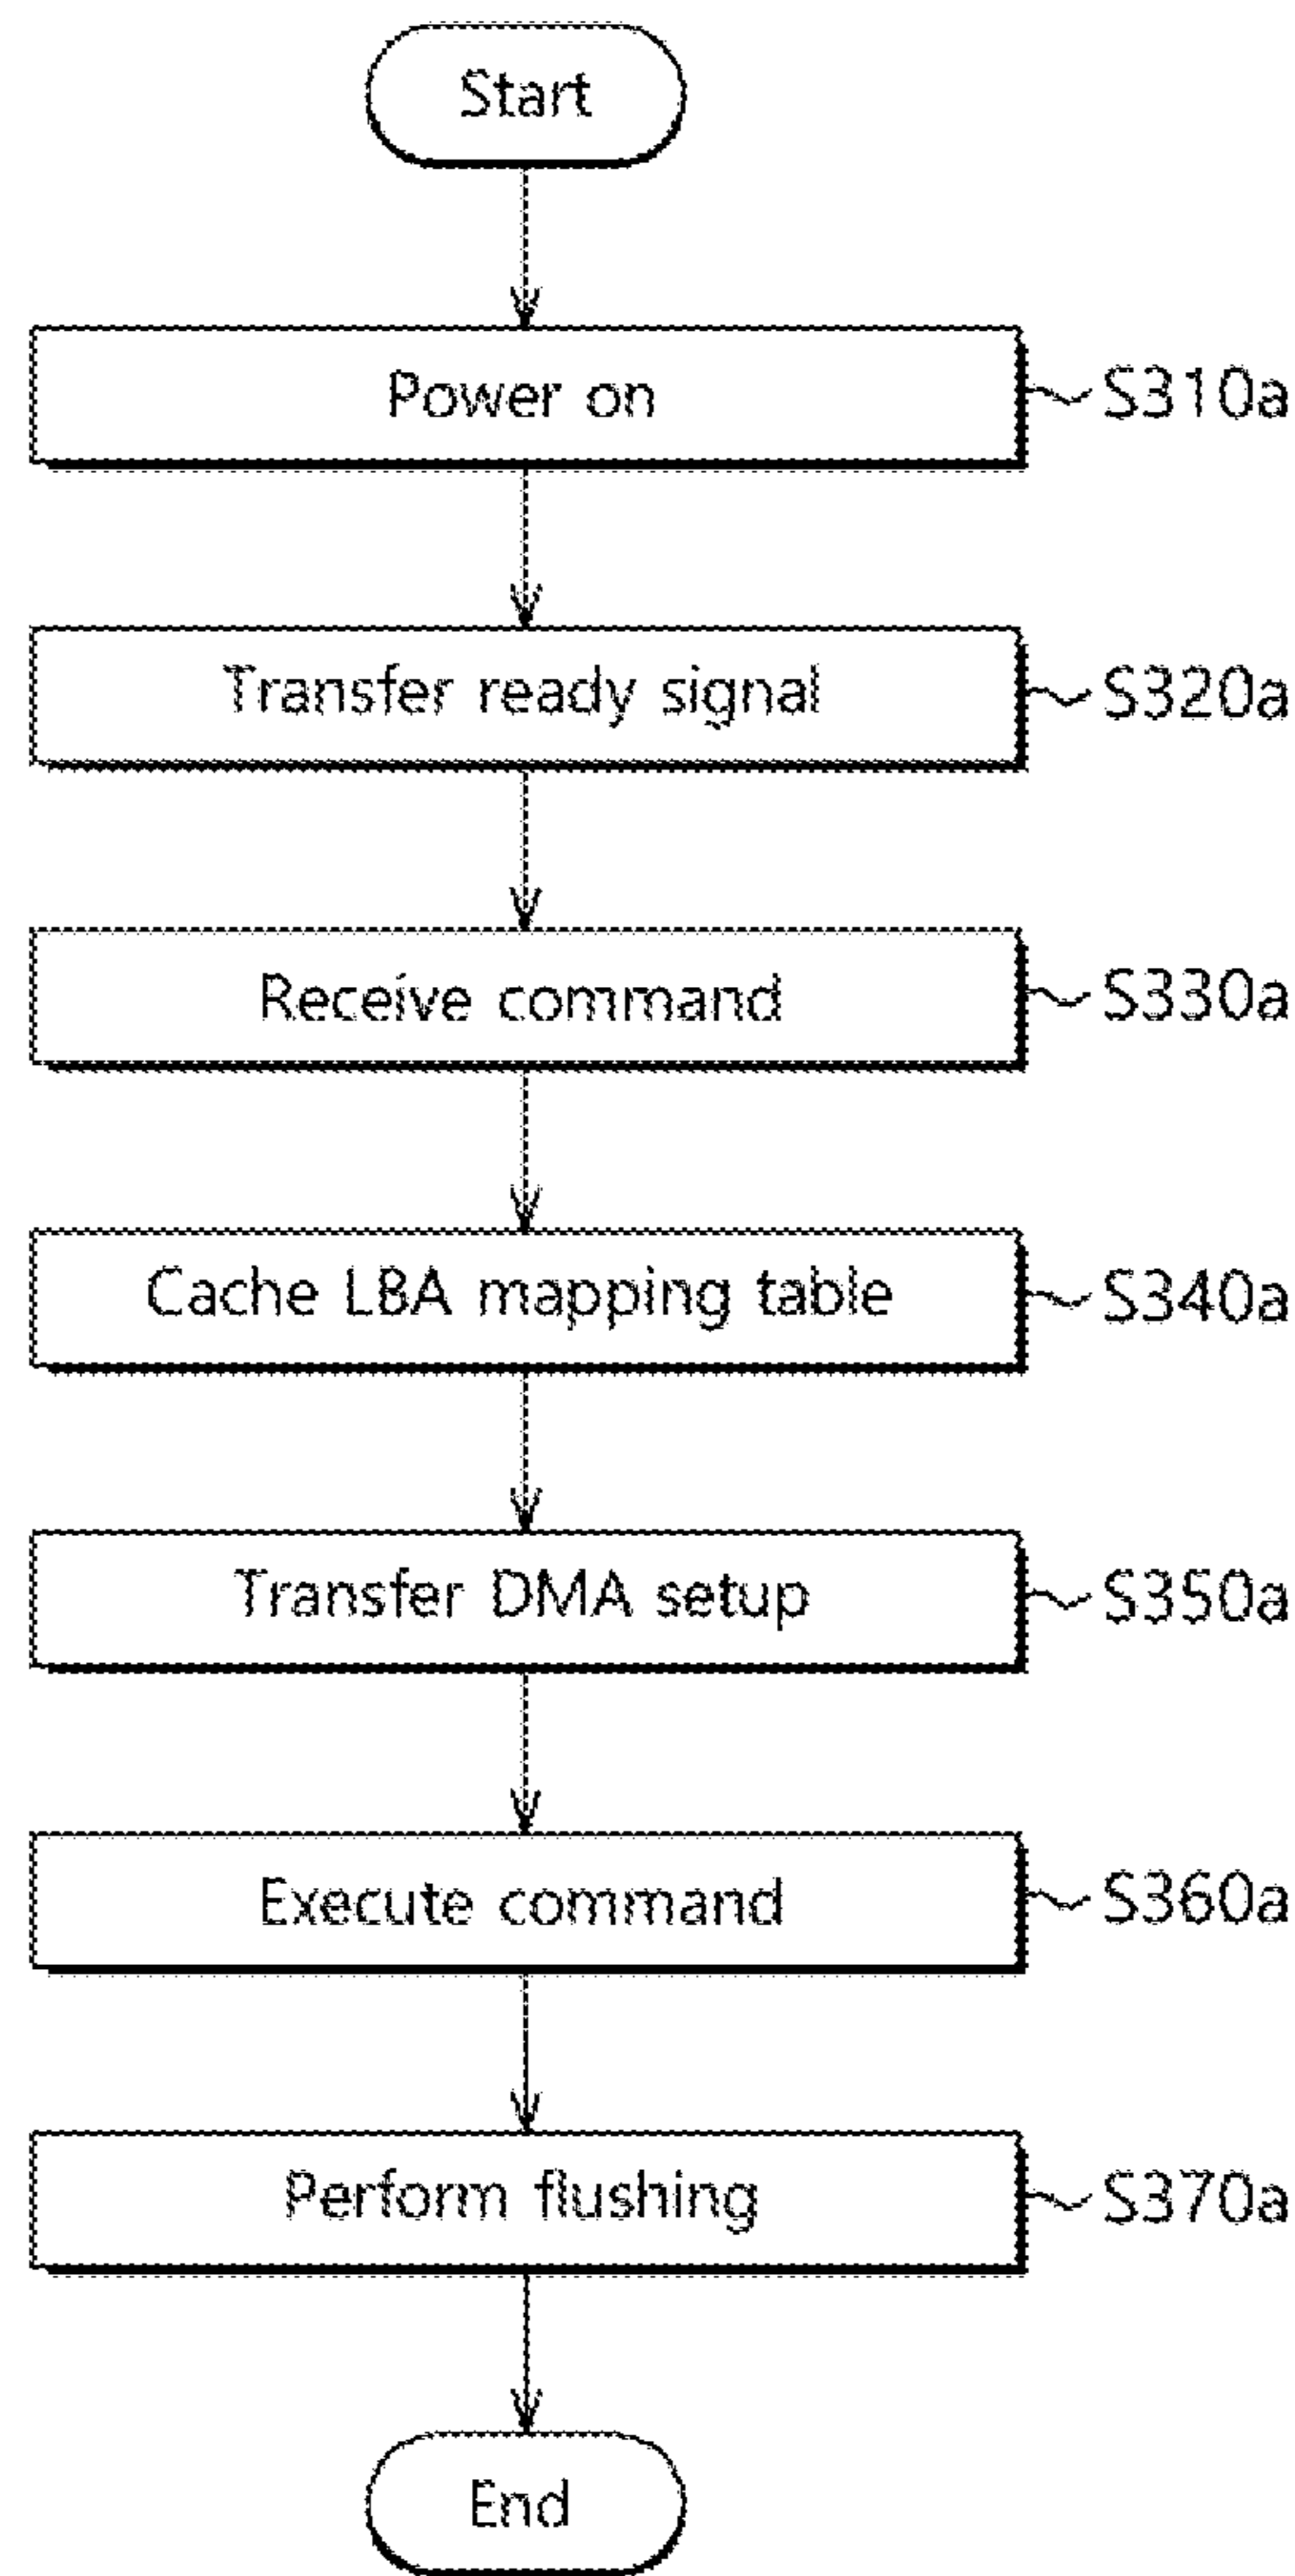 Start
Power on
S310a
Transfer ready signal
S320a
Receive command
S330a
Cache LBA mapping table
S340a
Transfer DMA setup
S350a
Execute command
S360a
Perform flushing
S370a
End